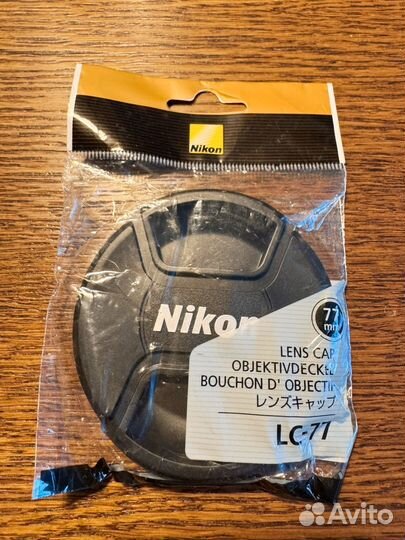 Nikon
Nikon
77
mm
LENS CAP
OBJEKTIVDECKEL
BOUCHON D' OBJECTIF
レンズキャップ
LC-77
Avito